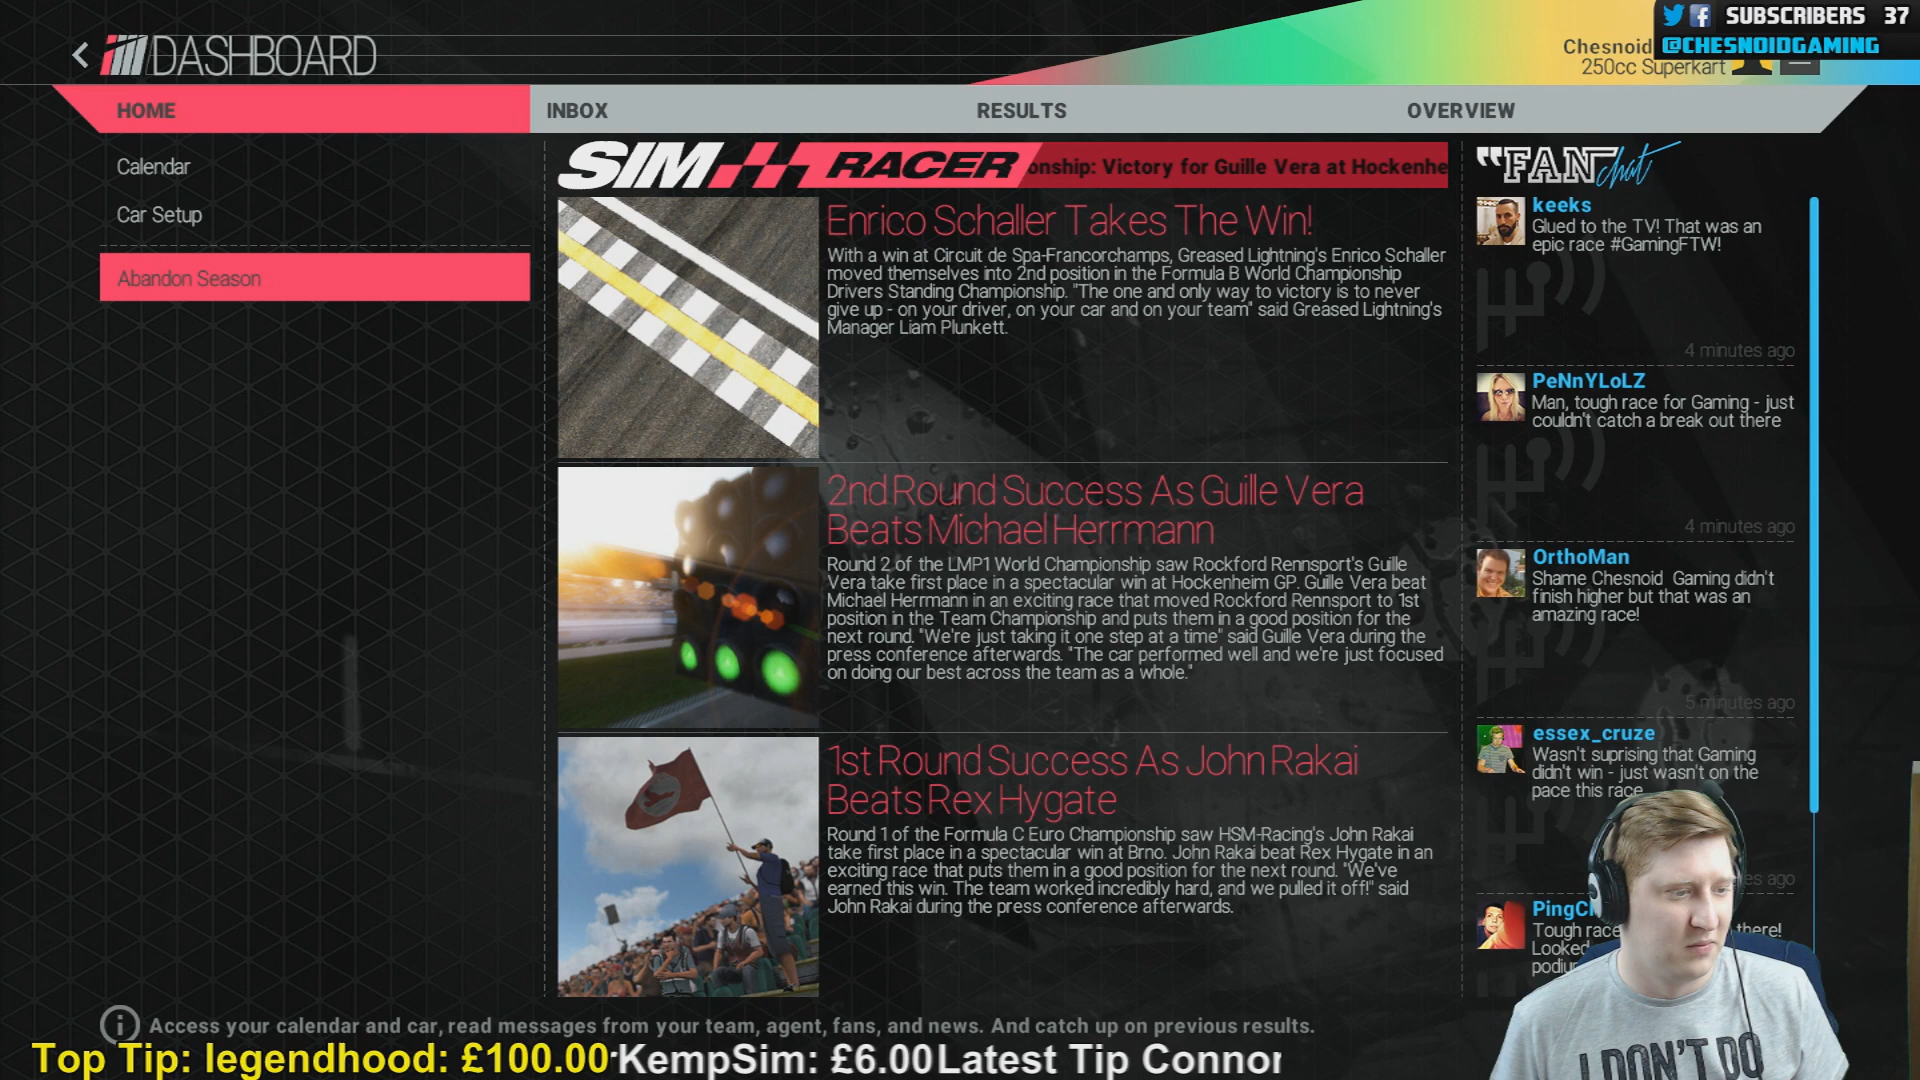 DASHBOARD
SUBSCRIBERS 37
@CHESNOIDGAMING
Chesnoid
250cc Superkart
HOME
INBOX
RESULTS
OVERVIEW
Calendar
Car Setup
Abandon Season
SIM RACER
onship: Victory for Guille Vera at Hockenhe
Enrico Schaller Takes The Win!
With a win at Circuit de Spa-Francorchamps, Greased Lightning's Enrico Schaller
moved themselves into 2nd position in the Formula B World Championship
Drivers Standing Championship. "The one and only way to victory is to never
give up - on your driver, on your car and on your team" said Greased Lightning's
Manager Liam Plunkett.
2nd Round Success As Guille Vera
Beats Michael Herrmann
Round 2 of the LMP1 World Championship saw Rockford Rennsport's Guille
Vera take first place in a spectacular win at Hockenheim GP. Guille Vera beat
Michael Herrmann in an exciting race that moved Rockford Rennsport to 1st
position in the Team Championship and puts them in a good position for the
next round. "We're just taking it one step at a time" said Guille Vera during the
press conference afterwards. "The car performed well and we're just focused
on doing our best across the team as a whole."
1st Round Success As John Rakai
Beats Rex Hygate
Round 1 of the Formula C Euro Championship saw HSM-Racing's John Rakai
take first place in a spectacular win at Brno. John Rakai beat Rex Hygate in an
exciting race that puts them in a good position for the next round. "We've
earned this win. The team worked incredibly hard, and we pulled it off!" said
John Rakai during the press conference afterwards.
"FAN chat
keeks
Glued to the TV! That was an
epic race #GamingFTW!
4 minutes ago
PeNnYLoLZ
Man, tough race for Gaming - just
couldn't catch a break out there
4 minutes ago
OrthoMan
Shame Chesnoid Gaming didn't
finish higher but that was an
amazing race!
5 minutes ago
essex_cruze
Wasn't suprising that Gaming
didn't win - just wasn't on the
pace this race
es ago
PingC
Tough race there!
Looked
podiu
I DON'T DO
Access your calendar and car, read messages from your team, agent, fans, and news. And catch up on previous results.
Top Tip: legendhood: £100.00 KempSim: £6.00 Latest Tip Connor